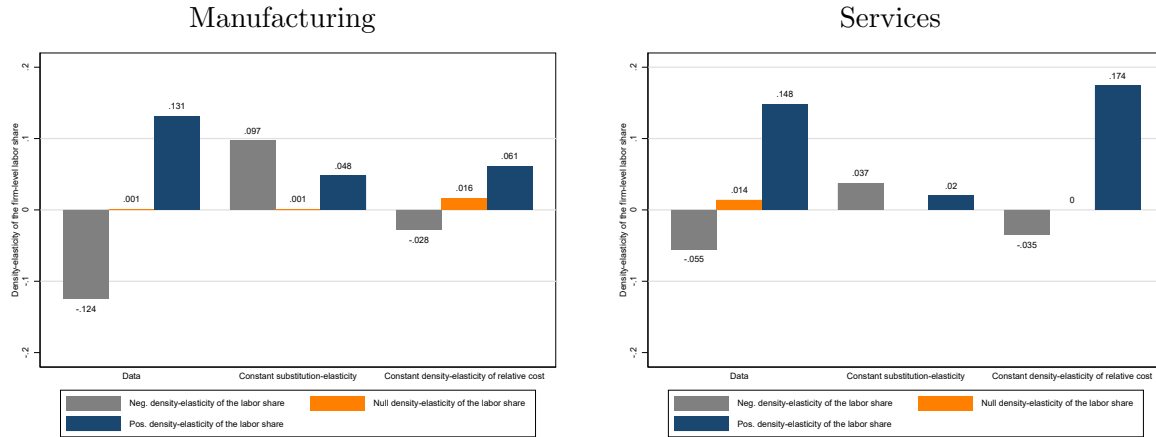 Manufacturing
Density-elasticity of the firm-level labor share
.2
.1
0
-.1
-.2
-.124
.001
.131
.097
.001
.048
-.028
.016
.061
Data
Constant substitution-elasticity
Constant density-elasticity of relative cost
Neg. density-elasticity of the labor share
Null density-elasticity of the labor share
Pos. density-elasticity of the labor share
Services
Density-elasticity of the firm-level labor share
.2
.1
0
-.1
-.2
-.055
.014
.148
.037
.02
-.035
0
.174
Data
Constant substitution-elasticity
Constant density-elasticity of relative cost
Neg. density-elasticity of the labor share
Null density-elasticity of the labor share
Pos. density-elasticity of the labor share